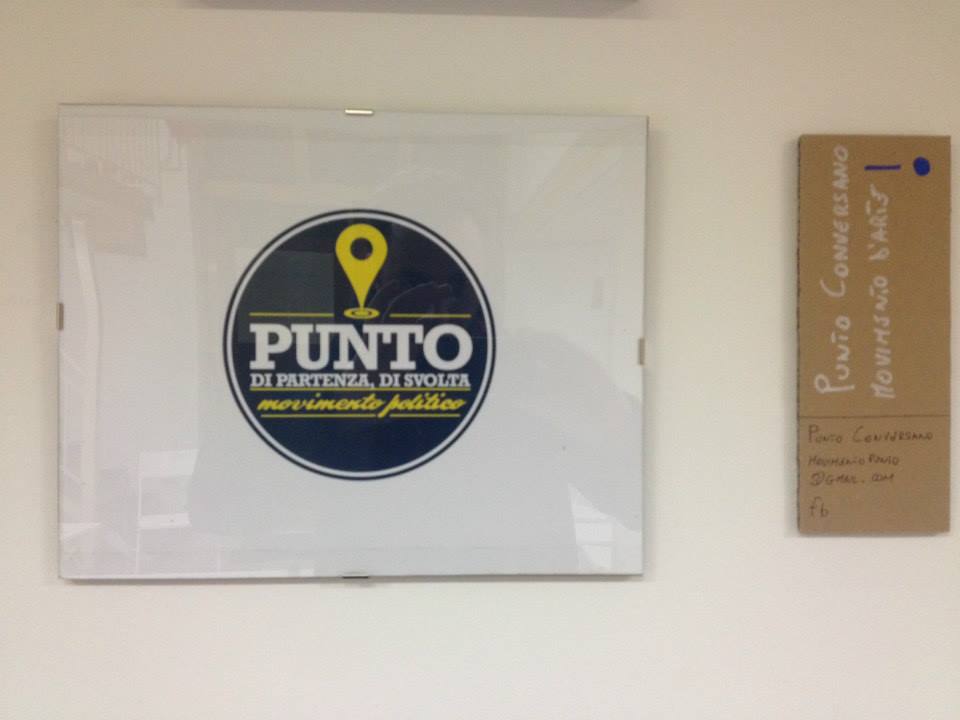 PUNTO
DI PARTENZA, DI SVOLTA
movimento politico
PUNTO CONVERSANO
MOVIMENTO D'ARTE
PUNTO CONVERSANO
MOVIMENTO PUNTO
@GMAIL.COM
fb